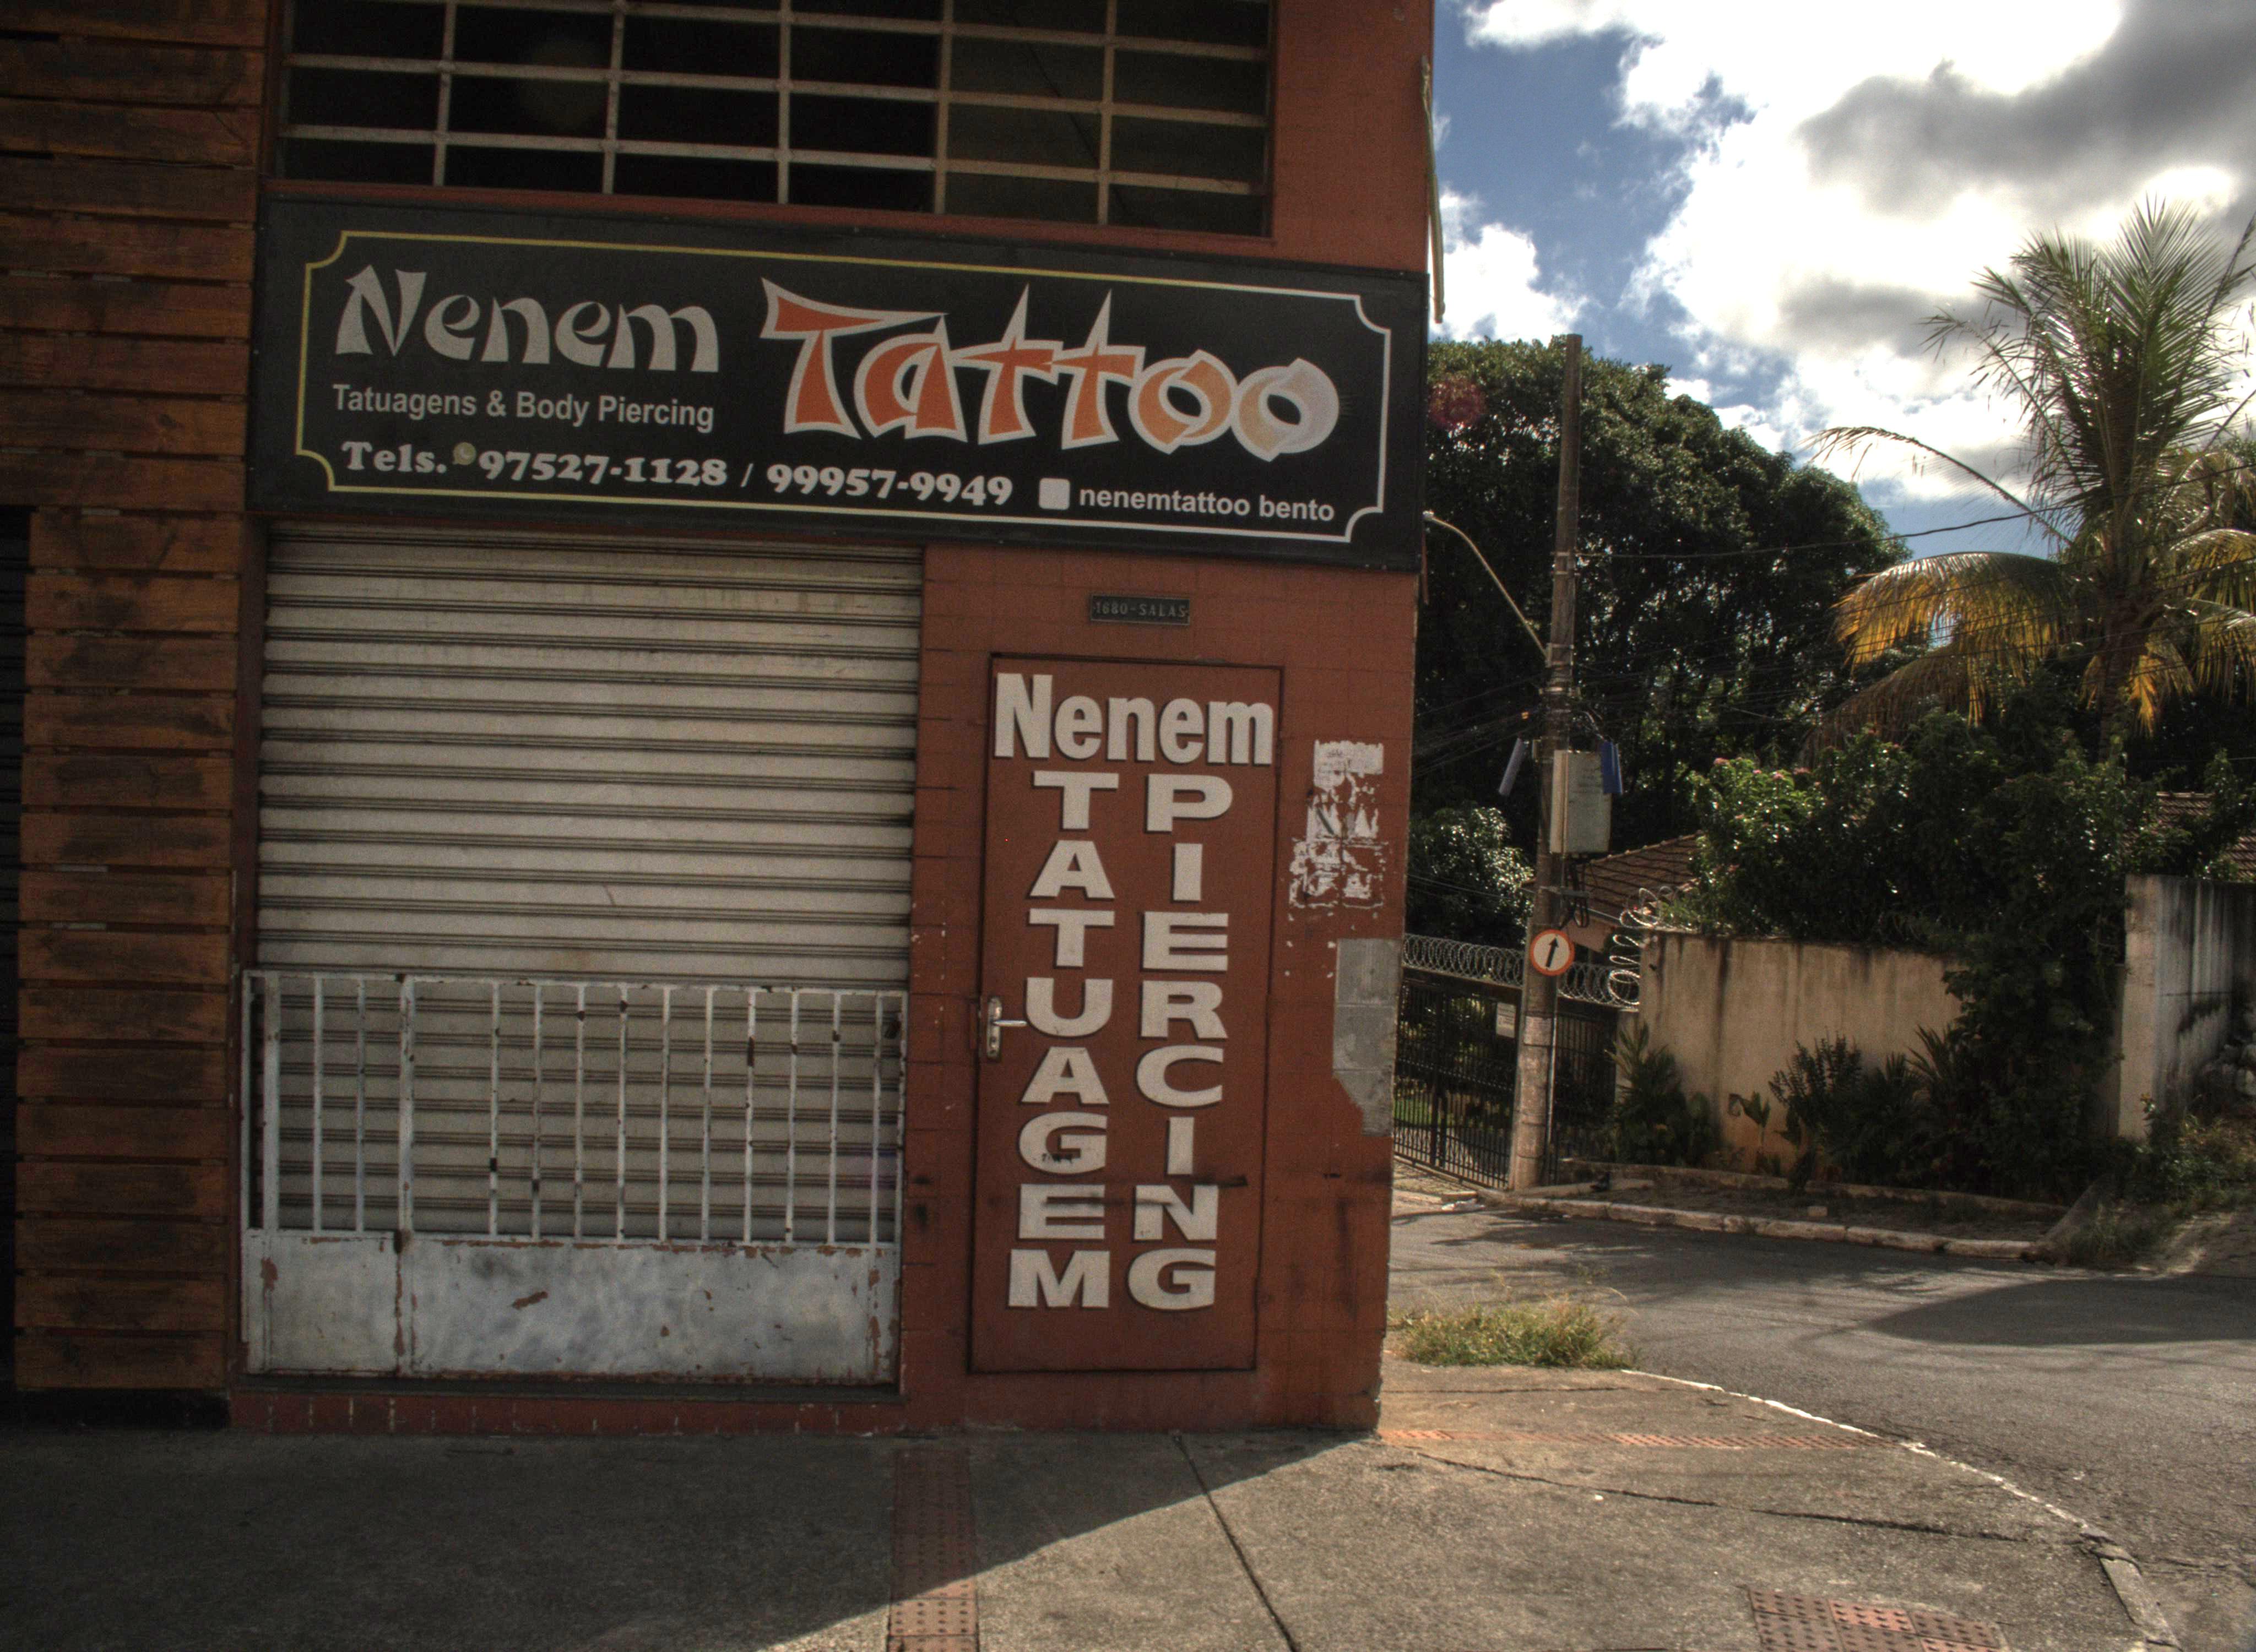 Nenem Tattoo
Tatuagens & Body Piercing
Tels. 97527-1128 / 99957-9949 nenemtattoo bento
1680-SALAS
Nenem
TATUAGEM
PIERCING